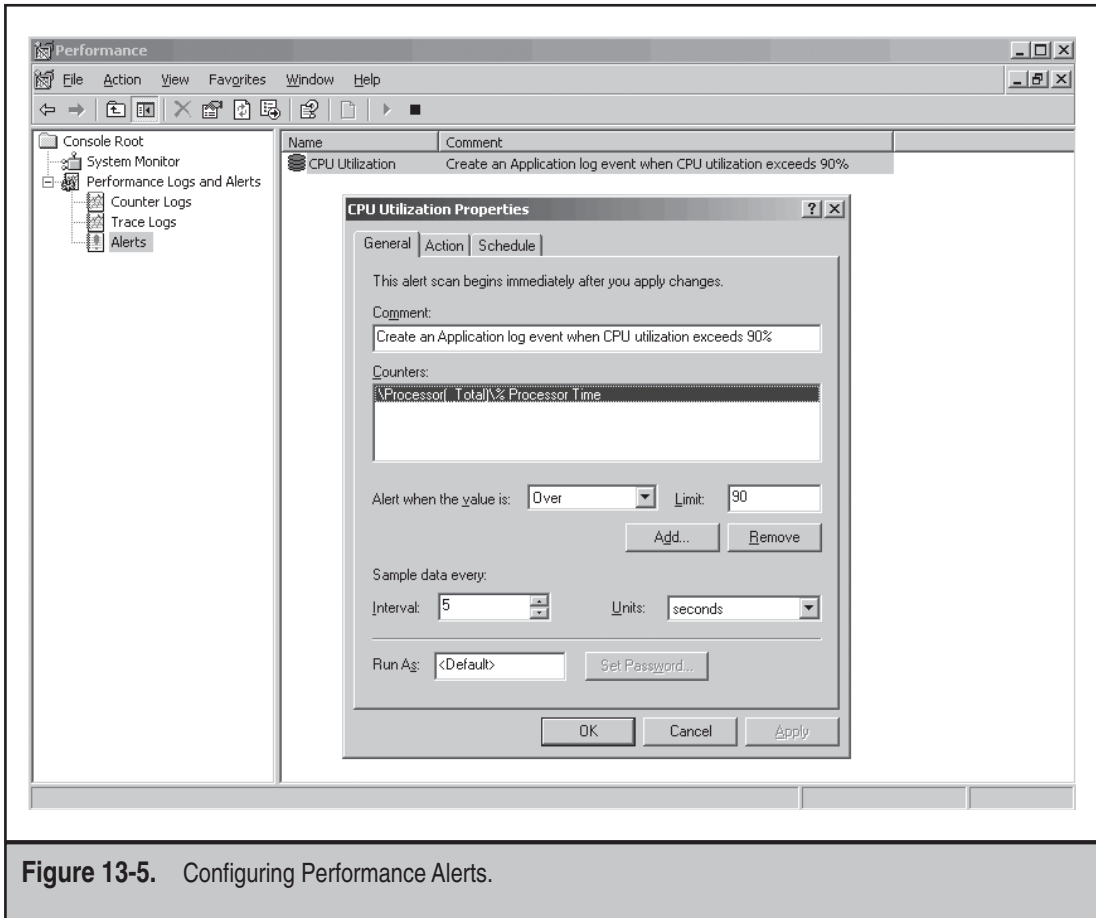 Performance
File Action View Favorites Window Help
Console Root
System Monitor
Performance Logs and Alerts
Counter Logs
Trace Logs
Alerts
Name Comment
CPU Utilization Create an Application log event when CPU utilization exceeds 90%
CPU Utilization Properties
General Action Schedule
This alert scan begins immediately after you apply changes.
Comment:
Create an Application log event when CPU utilization exceeds 90%
Counters:
\Processor(_Total)\% Processor Time
Alert when the value is: Over Limit: 90
Add... Remove
Sample data every:
Interval: 5 Units: seconds
Run As: <Default> Set Password...
OK Cancel Apply
Figure 13-5. Configuring Performance Alerts.